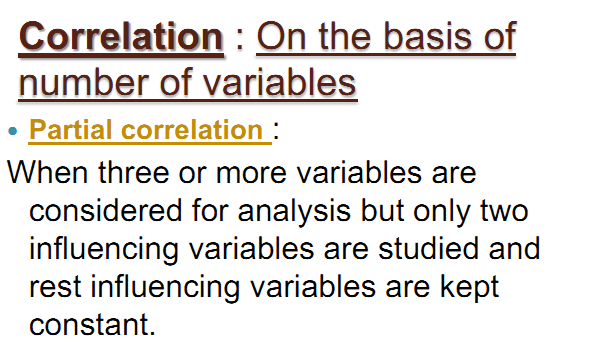 Correlation : On the basis of
number of variables
• Partial correlation :
When three or more variables are
considered for analysis but only two
influencing variables are studied and
rest influencing variables are kept
constant.